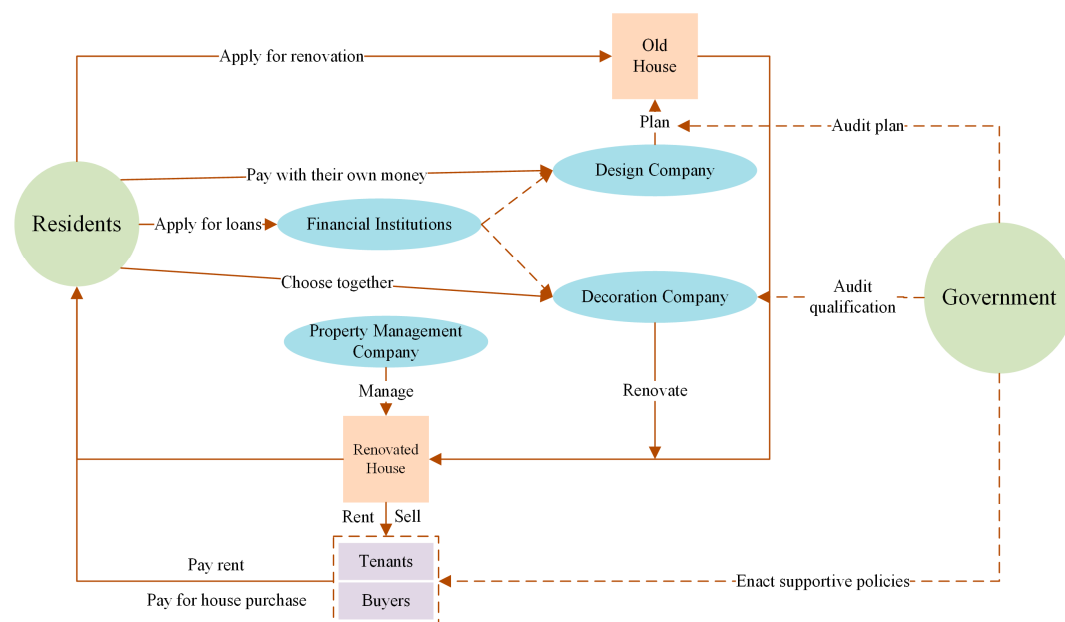 Old
House
Apply for renovation
Plan
Audit plan
Design Company
Pay with their own money
Residents
Apply for loans
Financial Institutions
Choose together
Decoration Company
Audit
qualification
Government
Property Management
Company
Manage
Renovate
Renovated
House
Rent
Sell
Tenants
Pay rent
Enact supportive policies
Pay for house purchase
Buyers